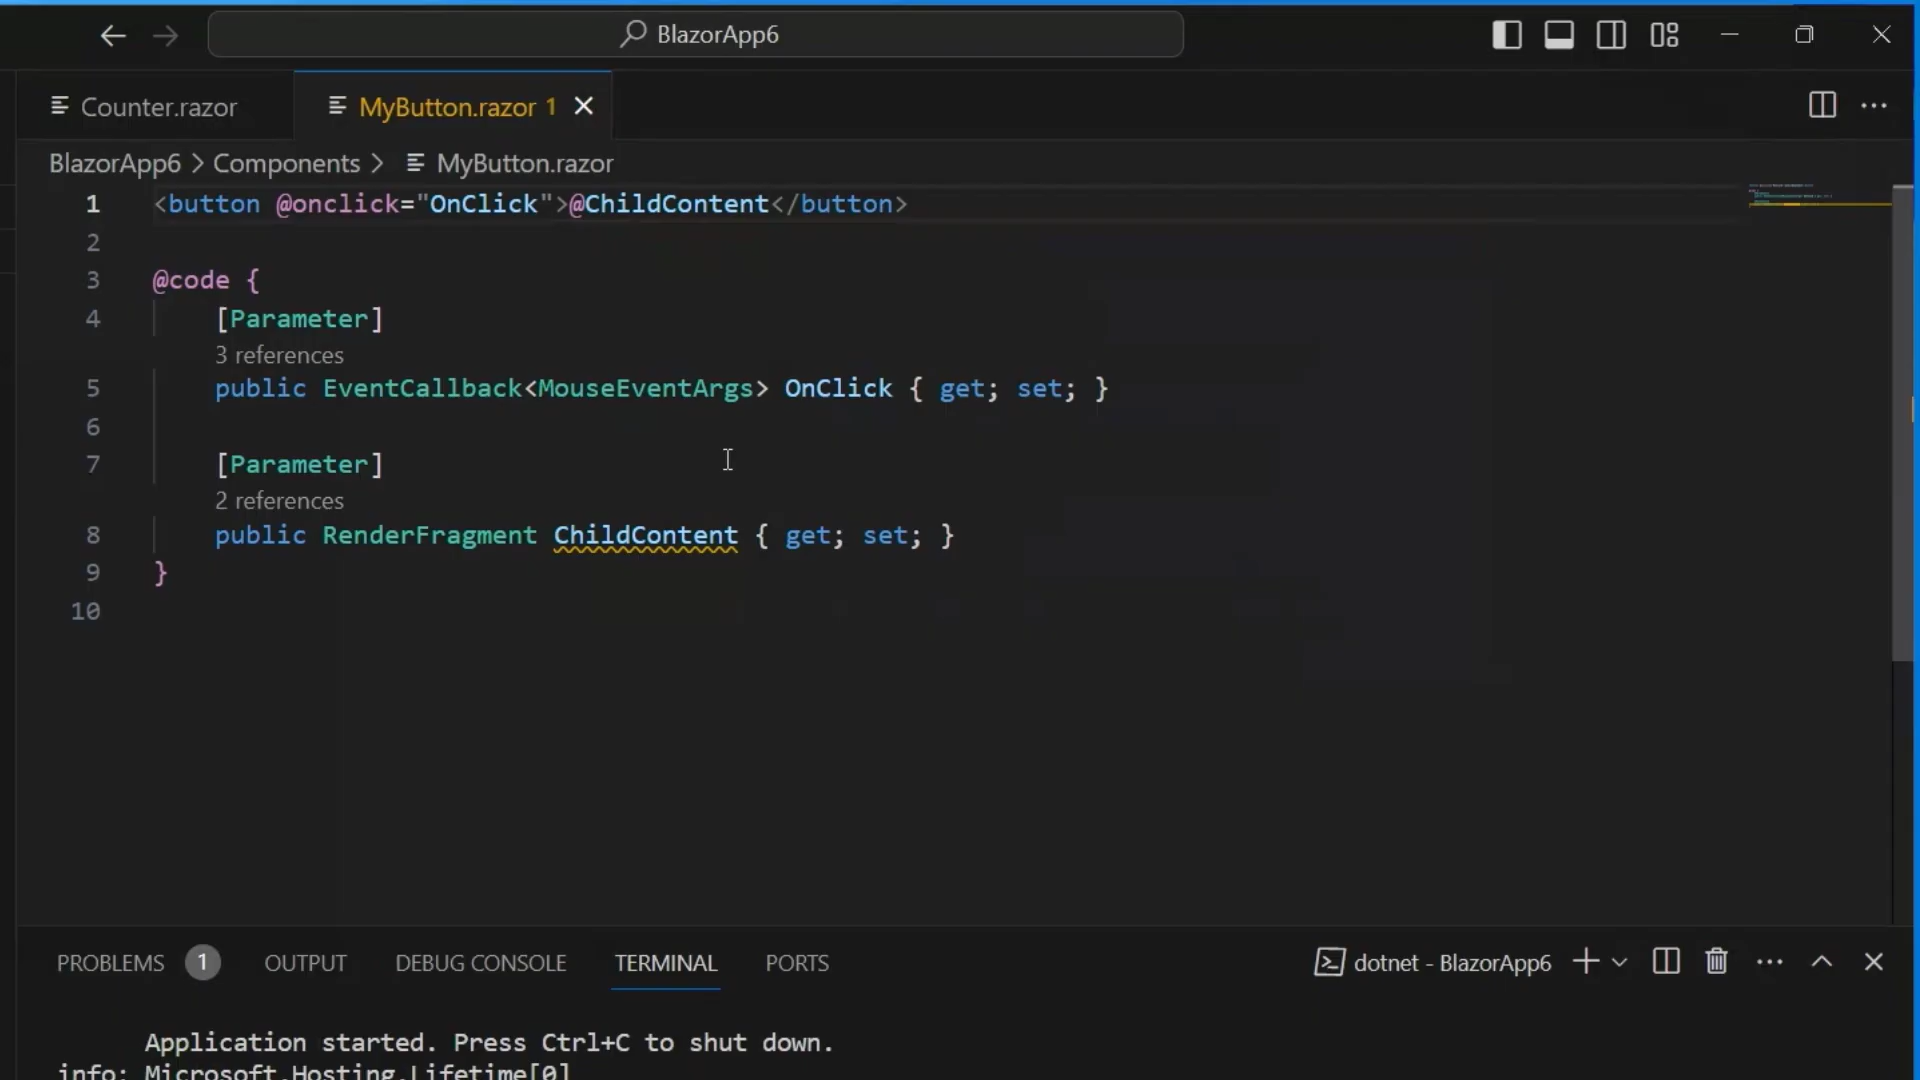 BlazorApp6
Counter.razor
MyButton.razor 1
BlazorApp6 > Components > MyButton.razor
1 <button @onclick="OnClick">@ChildContent</button>
2
3 @code {
4 [Parameter]
3 references
5 public EventCallback<MouseEventArgs> OnClick { get; set; }
6
7 [Parameter]
2 references
8 public RenderFragment ChildContent { get; set; }
9 }
10
PROBLEMS 1 OUTPUT DEBUG CONSOLE TERMINAL PORTS dotnet - BlazorApp6
Application started. Press Ctrl+C to shut down.
info: Microsoft.Hosting.Lifetime[0]